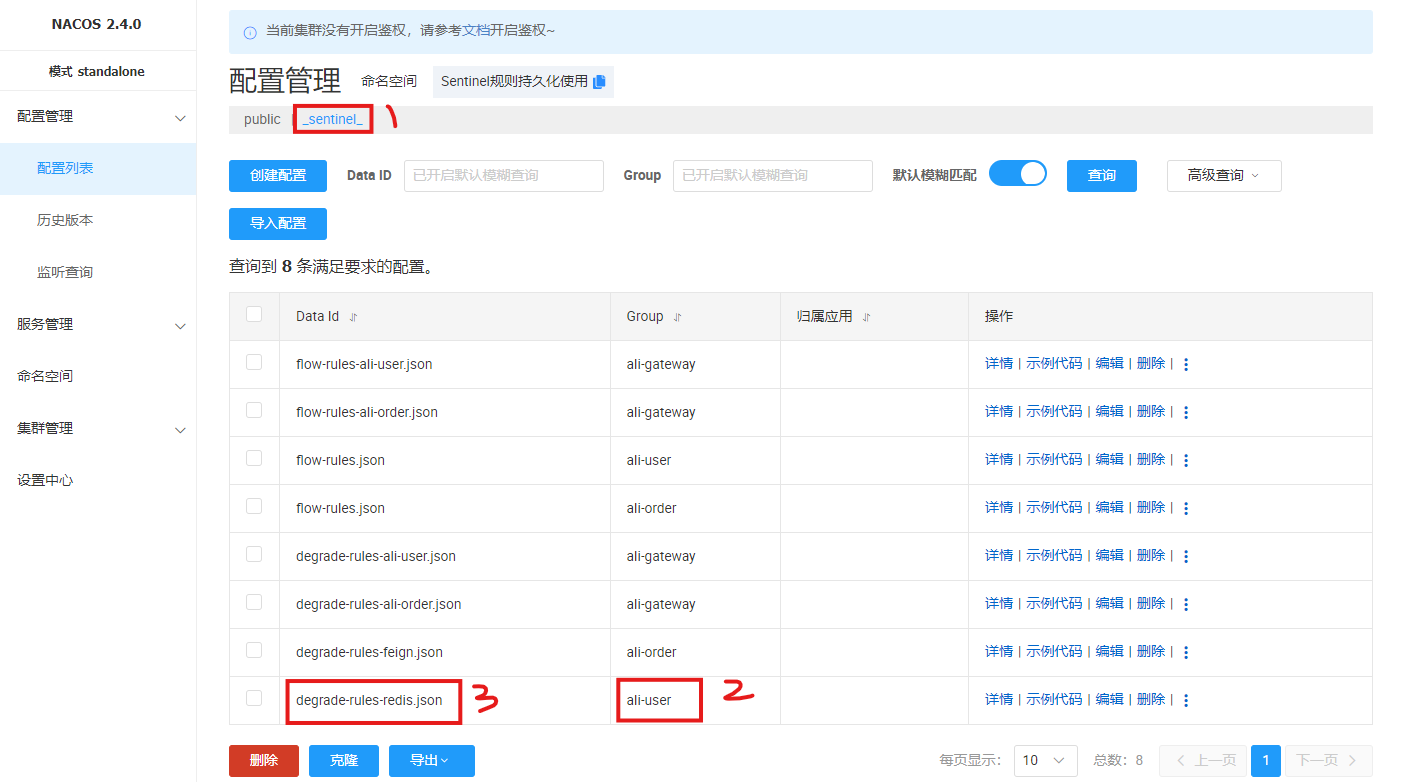 NACOS 2.4.0
模式 standalone
配置管理
配置列表
历史版本
监听查询
服务管理
命名空间
集群管理
设置中心
当前集群没有开启鉴权，请参考文档开启鉴权~
配置管理 命名空间 Sentinel规则持久化使用
public | _sentinel_ 1
创建配置 Data ID 已开启默认模糊查询 Group 已开启默认模糊查询 默认模糊匹配 查询 高级查询
导入配置
查询到 8 条满足要求的配置。
Data Id Group 归属应用 操作
flow-rules-ali-user.json ali-gateway 详情 | 示例代码 | 编辑 | 删除 |
flow-rules-ali-order.json ali-gateway 详情 | 示例代码 | 编辑 | 删除 |
flow-rules.json ali-user 详情 | 示例代码 | 编辑 | 删除 |
flow-rules.json ali-order 详情 | 示例代码 | 编辑 | 删除 |
degrade-rules-ali-user.json ali-gateway 详情 | 示例代码 | 编辑 | 删除 |
degrade-rules-ali-order.json ali-gateway 详情 | 示例代码 | 编辑 | 删除 |
degrade-rules-feign.json ali-order 详情 | 示例代码 | 编辑 | 删除 |
degrade-rules-redis.json 3 ali-user 2 详情 | 示例代码 | 编辑 | 删除 |
删除 克隆 导出 每页显示： 10 总数：8 上一页 1 下一页